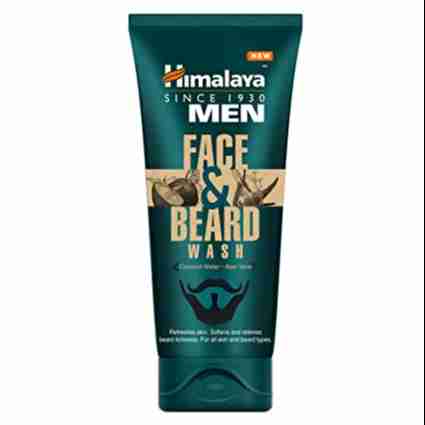 NEW
Himalaya
SINCE 1930
MEN
FACE
&
BEARD
WASH
Coconut Water • Aloe Vera
Refreshes skin. Softens and relieves
beard itchiness. For all skin and beard types.